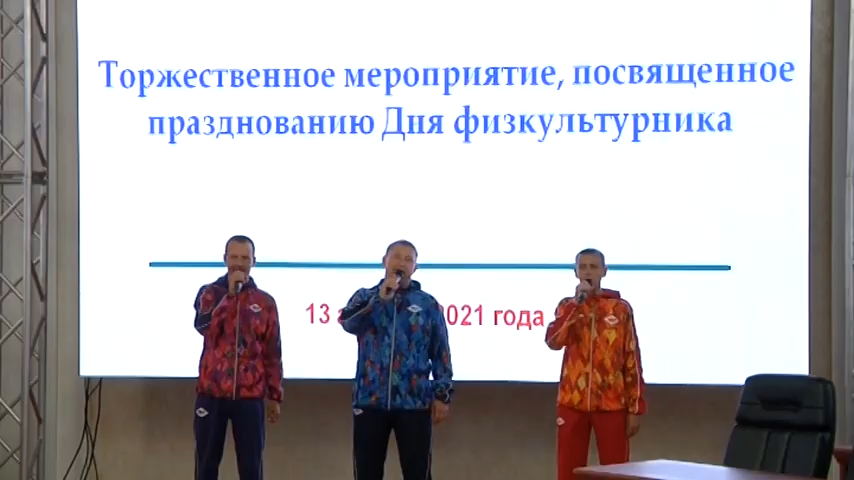 Торжественное мероприятие, посвященное
празднованию Дня физкультурника
13 а 2021 года